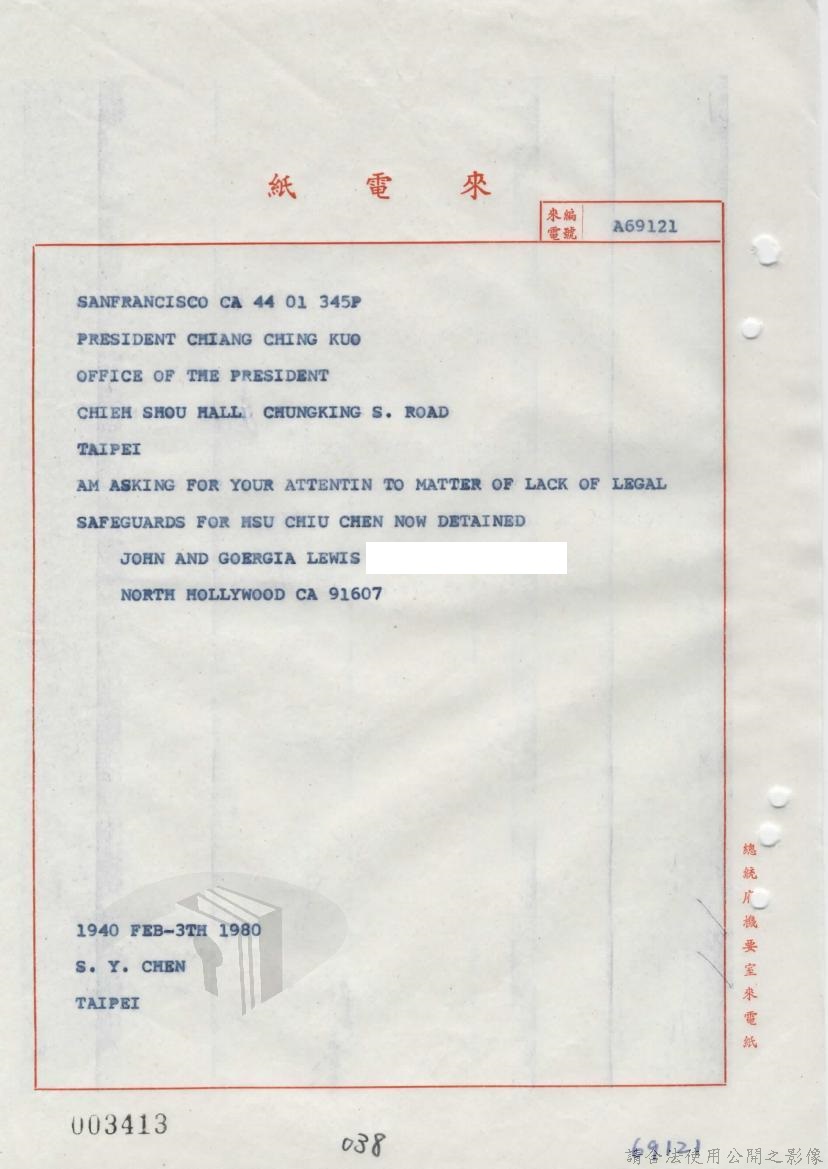 紙 電 來
來電 編號 A69121
SANFRANCISCO CA 44 01 345P
PRESIDENT CHIANG CHING KUO
OFFICE OF THE PRESIDENT
CHIEH SHOU HALL CHUNGKING S. ROAD
TAIPEI
AM ASKING FOR YOUR ATTENTIN TO MATTER OF LACK OF LEGAL
SAFEGUARDS FOR HSU CHIU CHEN NOW DETAINED
JOHN AND GOERGIA LEWIS
NORTH HOLLYWOOD CA 91607
1940 FEB-3TH 1980
S. Y. CHEN
TAIPEI
總統府機要室來電紙
003413
038
69121
請合法使用公開之影像